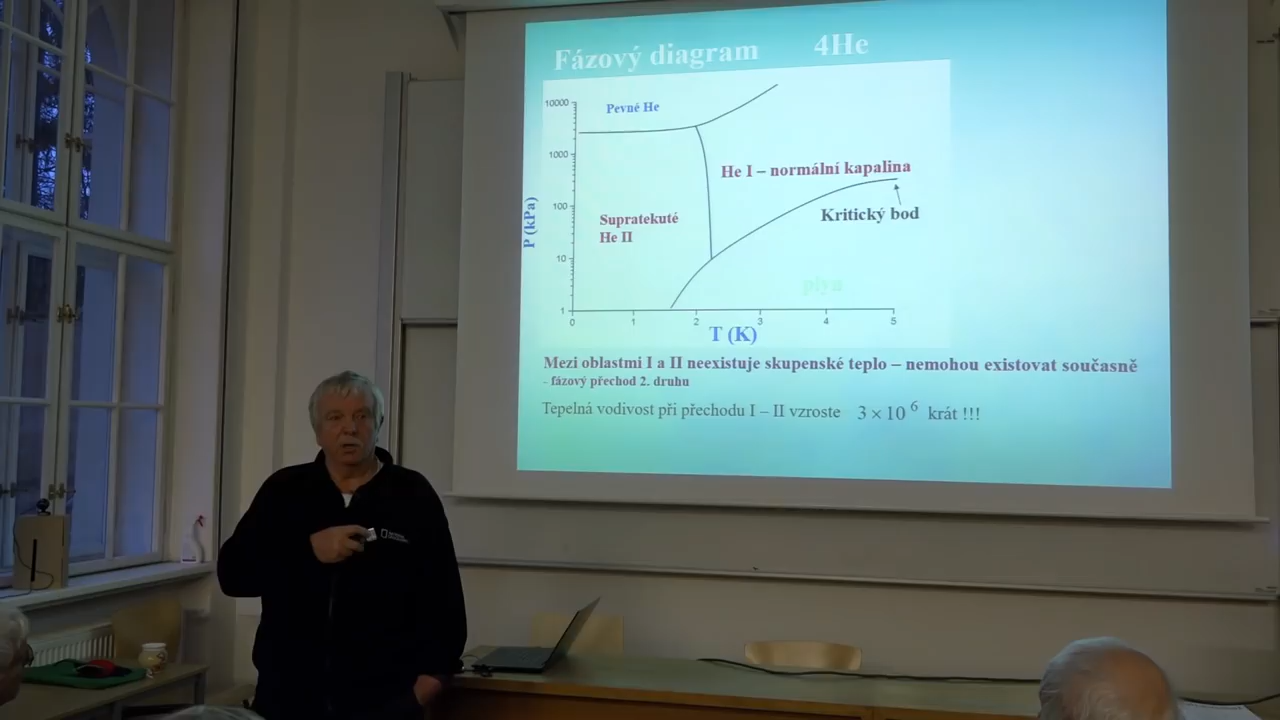 Fázový diagram 4He
10000
Pevné He
1000
He I – normální kapalina
100
Supratekuté
He II
Kritický bod
P (kPa)
10
plyn
1
0 1 2 3 4 5
T (K)
Mezi oblastmi I a II neexistuje skupenské teplo – nemohou existovat současně
- fázový přechod 2. druhu
Tepelná vodivost při přechodu I – II vzroste 3 × 10⁶ krát !!!